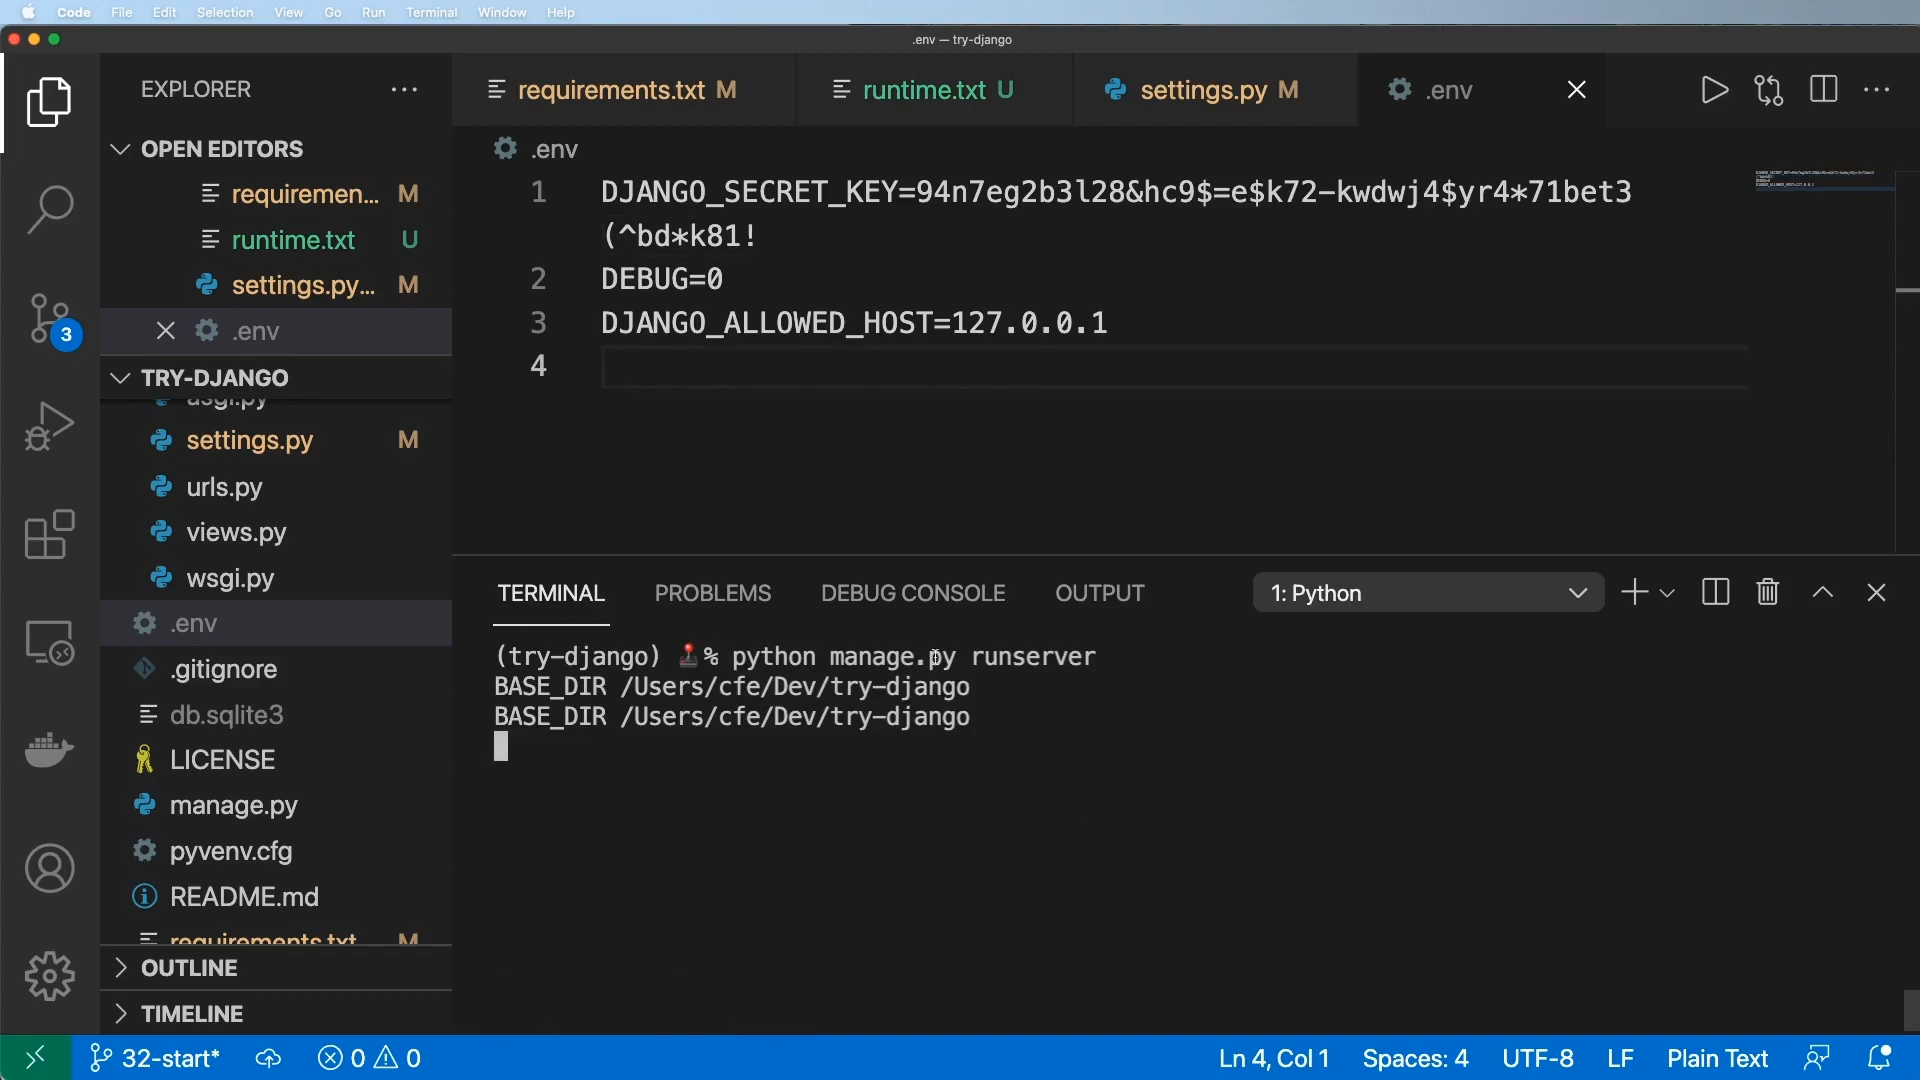 Code File Edit Selection View Go Run Terminal Window Help
.env — try-django
EXPLORER
requirements.txt M
runtime.txt U
settings.py M
.env
OPEN EDITORS
requiremen... M
runtime.txt U
settings.py... M
.env
TRY-DJANGO
asgi.py
settings.py M
urls.py
views.py
wsgi.py
.env
.gitignore
db.sqlite3
LICENSE
manage.py
pyvenv.cfg
README.md
requirements.txt M
OUTLINE
TIMELINE
3
.env
1 DJANGO_SECRET_KEY=94n7eg2b3l28&hc9$=e$k72-kwdwj4$yr4*71bet3
(^bd*k81!
2 DEBUG=0
3 DJANGO_ALLOWED_HOST=127.0.0.1
4
TERMINAL PROBLEMS DEBUG CONSOLE OUTPUT 1: Python
(try-django) % python manage.py runserver
BASE_DIR /Users/cfe/Dev/try-django
BASE_DIR /Users/cfe/Dev/try-django
32-start* 0 0 Ln 4, Col 1 Spaces: 4 UTF-8 LF Plain Text